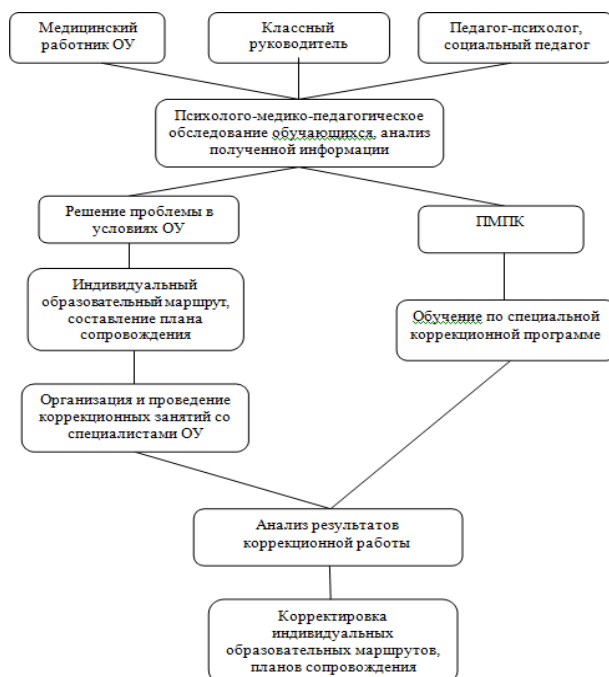 Медицинский
работник ОУ
Классный
руководитель
Педагог-психолог,
социальный педагог
Психолого-медико-педагогическое
обследование обучающихся, анализ
полученной информации
Решение проблемы в
условиях ОУ
ПМПК
Индивидуальный
образовательный маршрут,
составление плана
сопровождения
Обучение по специальной
коррекционной программе
Организация и проведение
коррекционных занятий со
специалистами ОУ
Анализ результатов
коррекционной работы
Корректировка
индивидуальных
образовательных маршрутов,
планов сопровождения